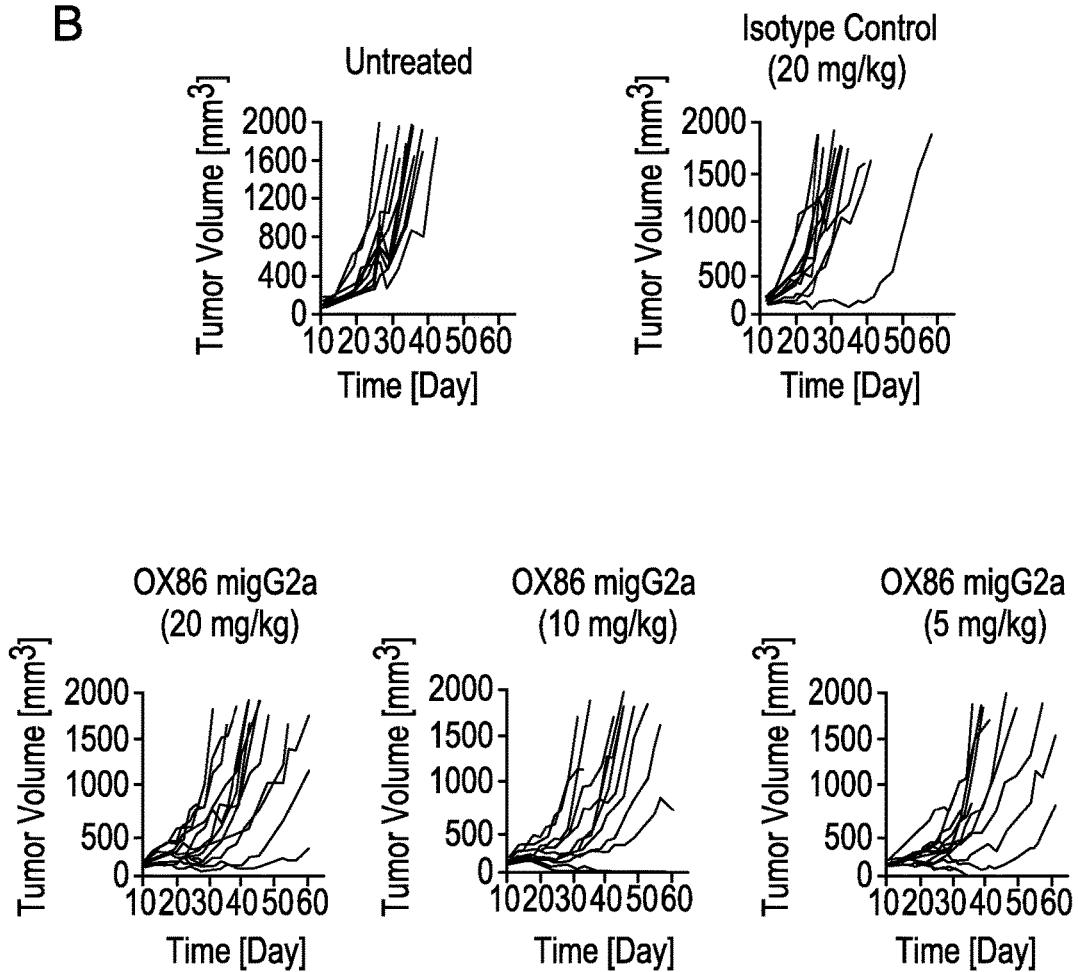 B
Untreated
Tumor Volume [mm3]
2000
1600
1200
800
400
0
10 20 30 40 50 60
Time [Day]
Isotype Control
(20 mg/kg)
Tumor Volume [mm3]
2000
1500
1000
500
0
10 20 30 40 50 60
Time [Day]
OX86 migG2a
(20 mg/kg)
Tumor Volume [mm3]
2000
1500
1000
500
0
10 20 30 40 50 60
Time [Day]
OX86 migG2a
(10 mg/kg)
Tumor Volume [mm3]
2000
1500
1000
500
0
10 20 30 40 50 60
Time [Day]
OX86 migG2a
(5 mg/kg)
Tumor Volume [mm3]
2000
1500
1000
500
0
10 20 30 40 50 60
Time [Day]